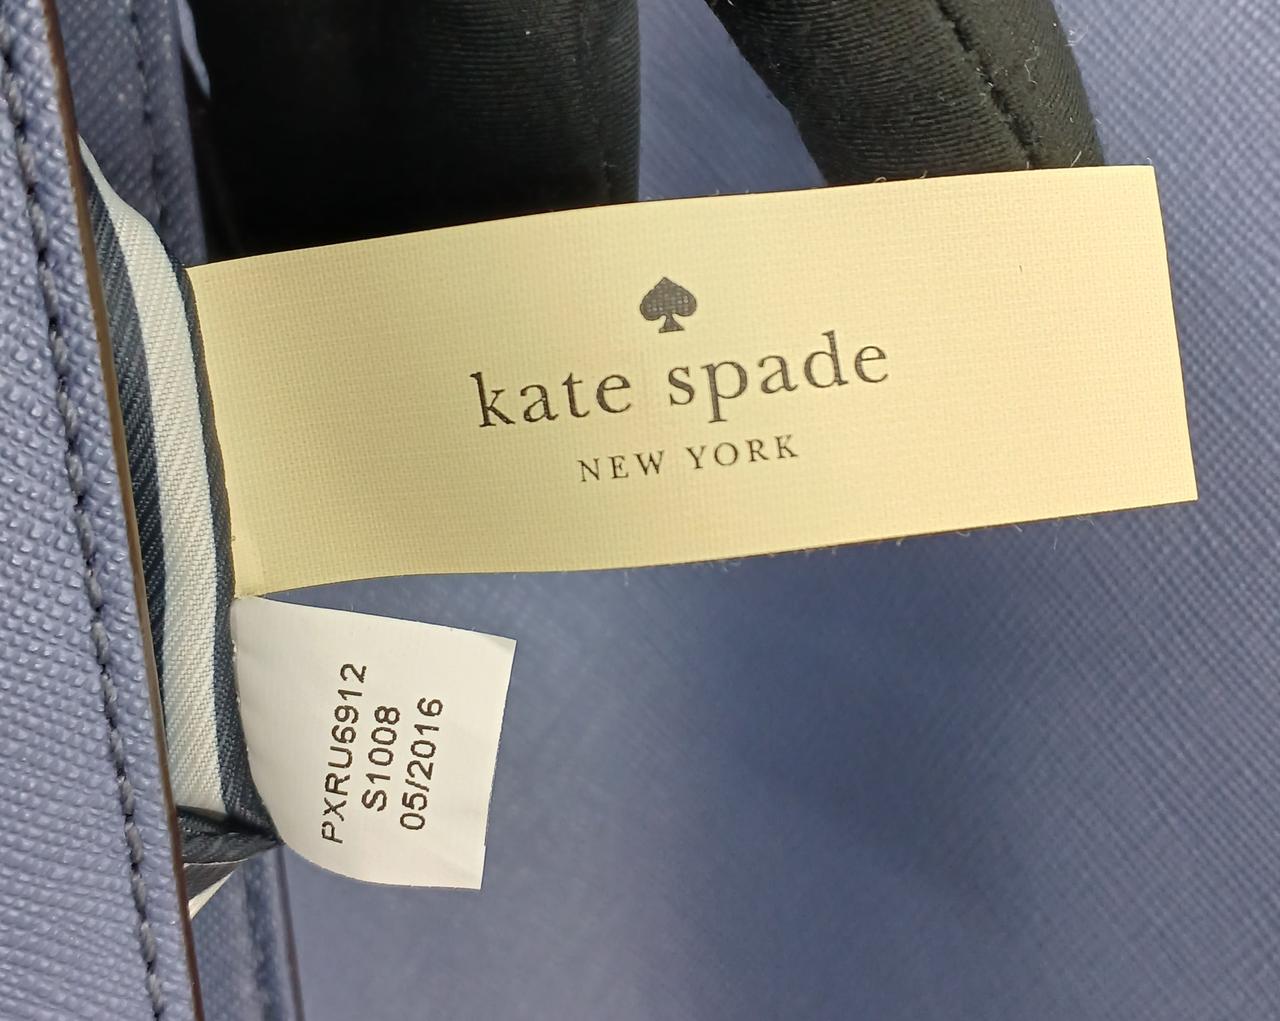 kate spade
NEW YORK
PXRU6912
S1008
05/2016